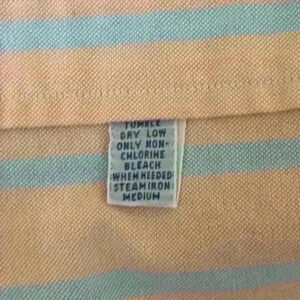 TUMBLE
DRY LOW
ONLY NON-
CHLORINE
BLEACH
WHEN NEEDED
STEAM IRON
MEDIUM